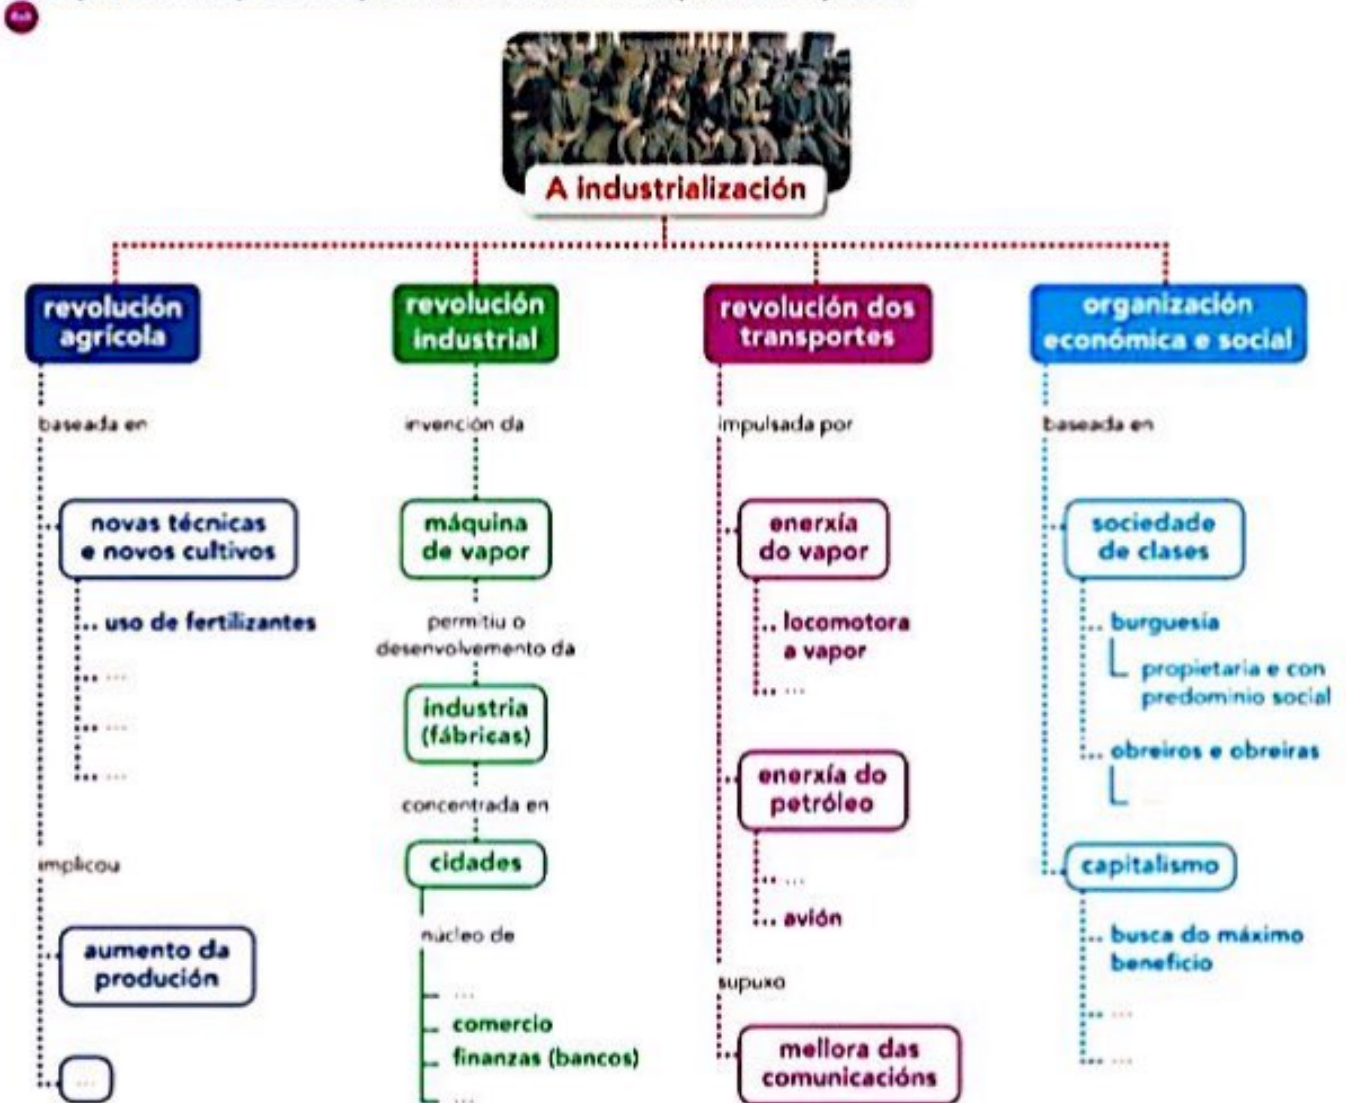 A industrialización
revolución
agrícola
baseada en
novas técnicas
e novos cultivos
uso de fertilizantes
...
...
...
implicou
aumento da
produción
...
revolución
industrial
invención da
máquina
de vapor
permitiu o
desenvolvemento da
industria
(fábricas)
concentrada en
cidades
núcleo de
...
comercio
finanzas (bancos)
...
revolución dos
transportes
impulsada por
enerxía
do vapor
locomotora
a vapor
...
enerxía do
petróleo
...
avión
supuxo
mellora das
comunicacións
organización
económica e social
baseada en
sociedade
de clases
burguesía
propietaria e con
predominio social
obreiros e obreiras
...
capitalismo
busca do máximo
beneficio
...
...